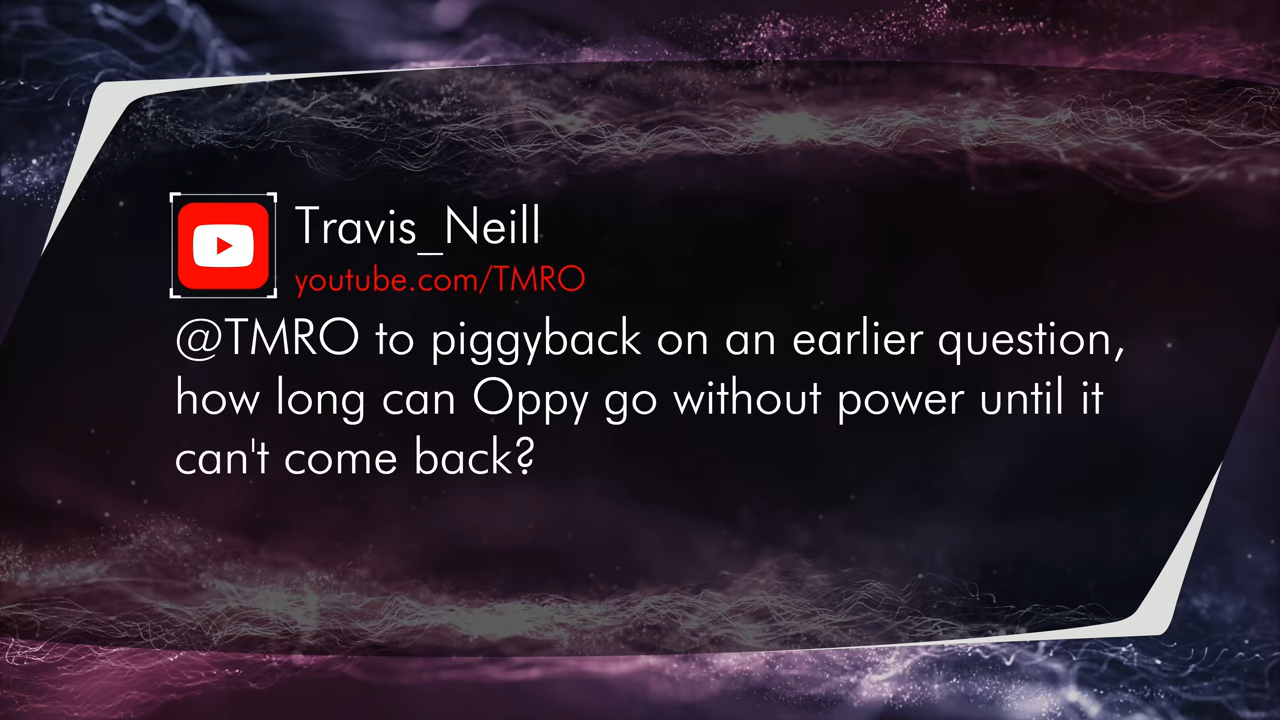 Travis_Neill
youtube.com/TMRO
@TMRO to piggyback on an earlier question,
how long can Oppy go without power until it
can't come back?